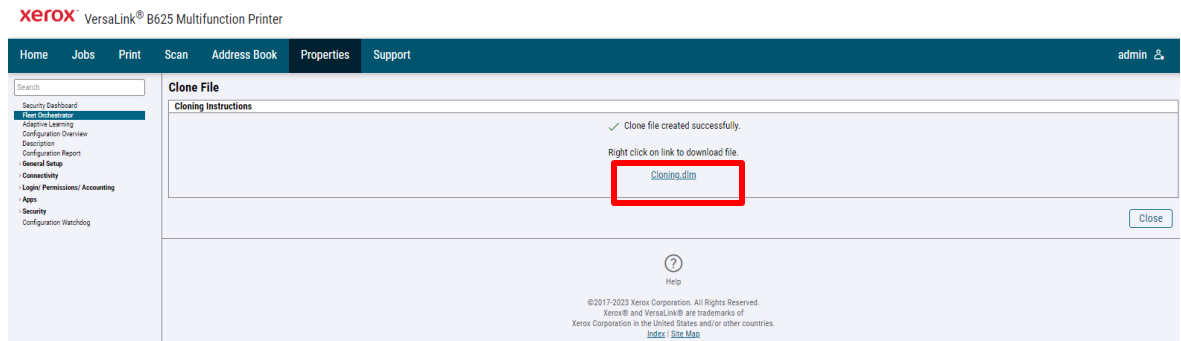 xerox™ VersaLink® B625 Multifunction Printer
Home Jobs Print Scan Address Book Properties Support admin
Search
Security Dashboard
Fleet Orchestrator
Adaptive Learning
Configuration Overview
Description
Configuration Report
› General Setup
› Connectivity
› Login/ Permissions/ Accounting
› Apps
› Security
Configuration Watchdog
Clone File
Cloning Instructions
Clone file created successfully.
Right click on link to download file.
Cloning.dlm
Close
Help
©2017-2023 Xerox Corporation. All Rights Reserved.
Xerox® and VersaLink® are trademarks of
Xerox Corporation in the United States and/or other countries.
Index | Site Map